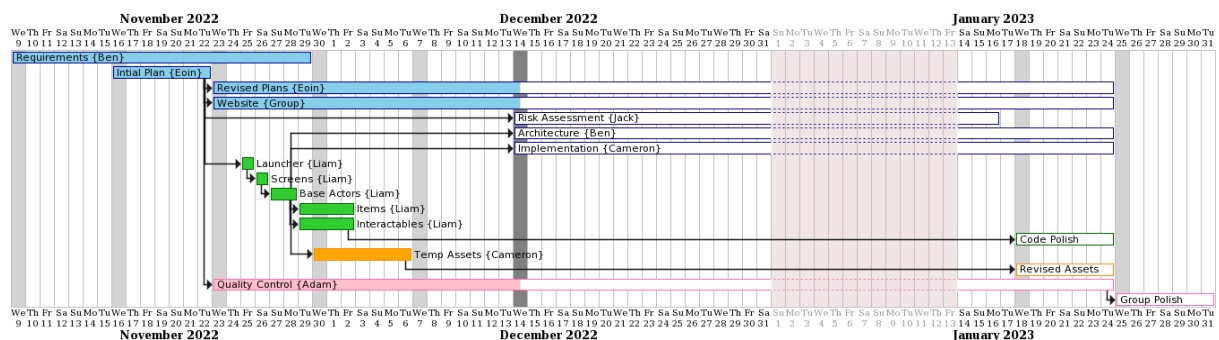 November 2022 December 2022 January 2023
We Th Fr Sa Su Mo Tu We Th Fr Sa Su Mo Tu We Th Fr Sa Su Mo Tu We Th Fr Sa Su Mo Tu We Th Fr Sa Su Mo Tu We Th Fr Sa Su Mo Tu We Th Fr Sa Su Mo Tu We Th Fr Sa Su Mo Tu We Th Fr Sa Su Mo Tu We Th Fr Sa Su Mo Tu We Th Fr Sa Su Mo Tu We Th Fr Sa Su Mo Tu
9 10 11 12 13 14 15 16 17 18 19 20 21 22 23 24 25 26 27 28 29 30 1 2 3 4 5 6 7 8 9 10 11 12 13 14 15 16 17 18 19 20 21 22 23 24 25 26 27 28 29 30 31 1 2 3 4 5 6 7 8 9 10 11 12 13 14 15 16 17 18 19 20 21 22 23 24 25 26 27 28 29 30 31
Requirements {Ben}
Intial Plan {Eoin}
Revised Plans {Eoin}
Website {Group}
Risk Assessment {Jack}
Architecture {Ben}
Implementation {Cameron}
Launcher {Liam}
Screens {Liam}
Base Actors {Liam}
Items {Liam}
Interactables {Liam}
Code Polish
Temp Assets {Cameron}
Revised Assets
Quality Control {Adam}
Group Polish
We Th Fr Sa Su Mo Tu We Th Fr Sa Su Mo Tu We Th Fr Sa Su Mo Tu We Th Fr Sa Su Mo Tu We Th Fr Sa Su Mo Tu We Th Fr Sa Su Mo Tu We Th Fr Sa Su Mo Tu We Th Fr Sa Su Mo Tu We Th Fr Sa Su Mo Tu We Th Fr Sa Su Mo Tu We Th Fr Sa Su Mo Tu We Th Fr Sa Su Mo Tu
9 10 11 12 13 14 15 16 17 18 19 20 21 22 23 24 25 26 27 28 29 30 1 2 3 4 5 6 7 8 9 10 11 12 13 14 15 16 17 18 19 20 21 22 23 24 25 26 27 28 29 30 31 1 2 3 4 5 6 7 8 9 10 11 12 13 14 15 16 17 18 19 20 21 22 23 24 25 26 27 28 29 30 31
November 2022 December 2022 January 2023